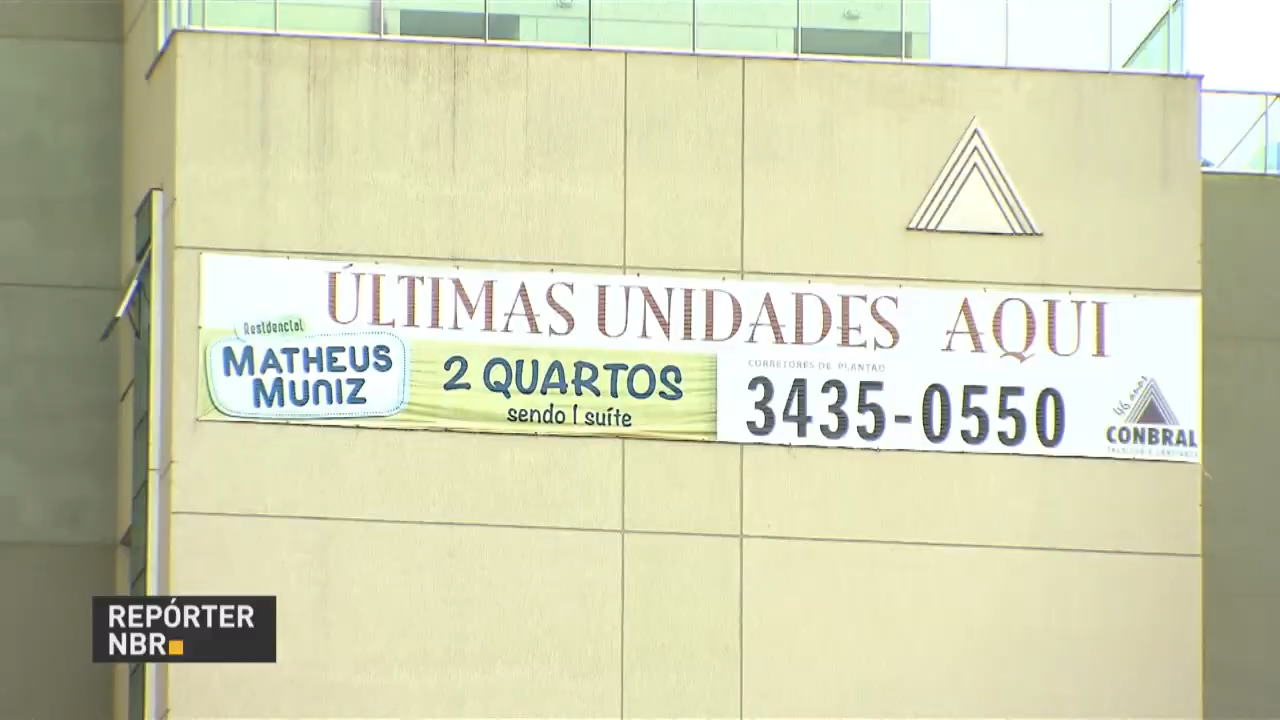 ÚLTIMAS UNIDADES AQUI
Residencial
MATHEUS
MUNIZ
2 QUARTOS
sendo 1 suíte
CORRETORES DE PLANTÃO
3435-0550
46 anos
CONBRAL
REPÓRTER
NBR